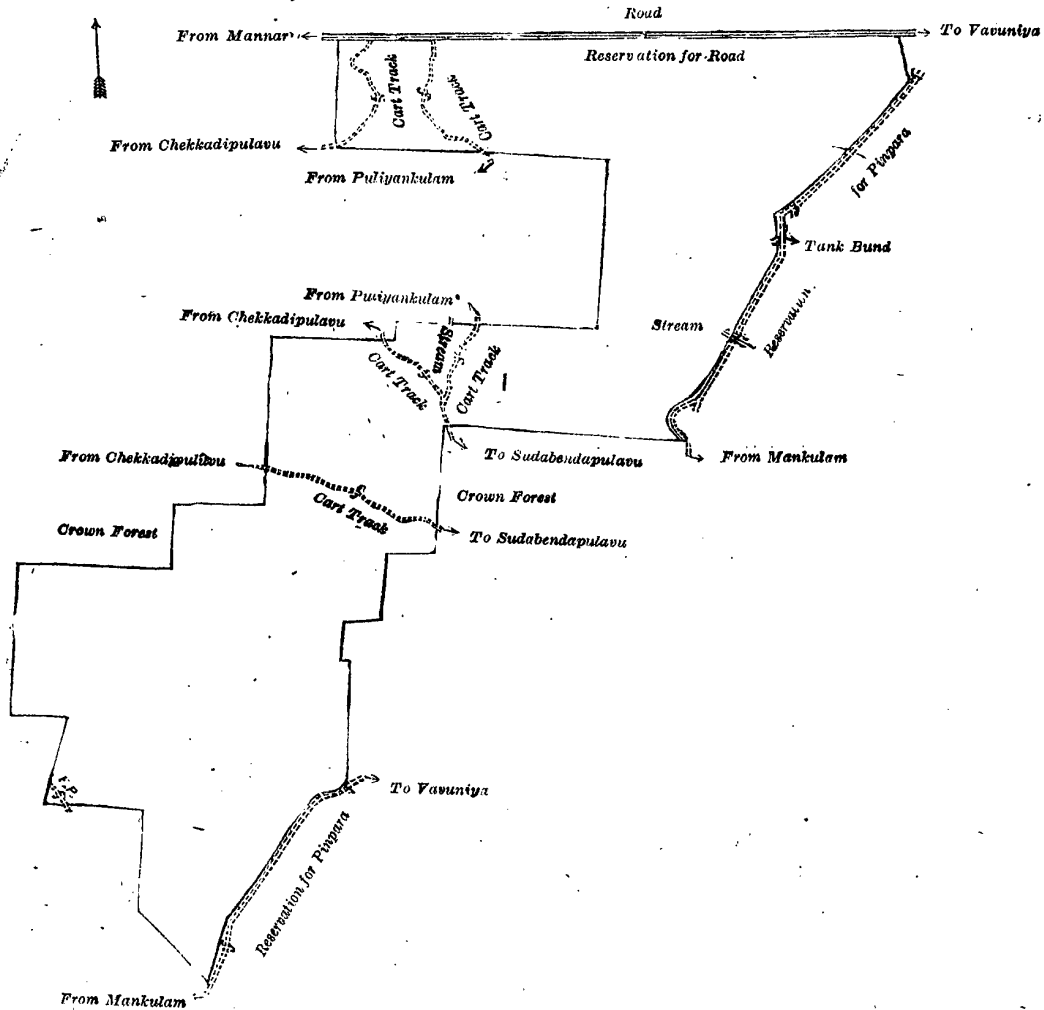 Road
From Mannar
To Vavuniya
Reservation for Road
Cart Track
Cart Track
From Chekkadipulavu
From Puliyankulam
for Pinpara
Tank Bund
From Puliyankulam
From Chekkadipulavu
Stream
Stream
Reservation
Cart Track
Cart Track
To Sudabendapulavu
From Mankulam
From Chekkadipulavu
Crown Forest
Cart Track
Crown Forest
To Sudabendapulavu
To Vavuniya
Reservation for Pinpara
From Mankulam